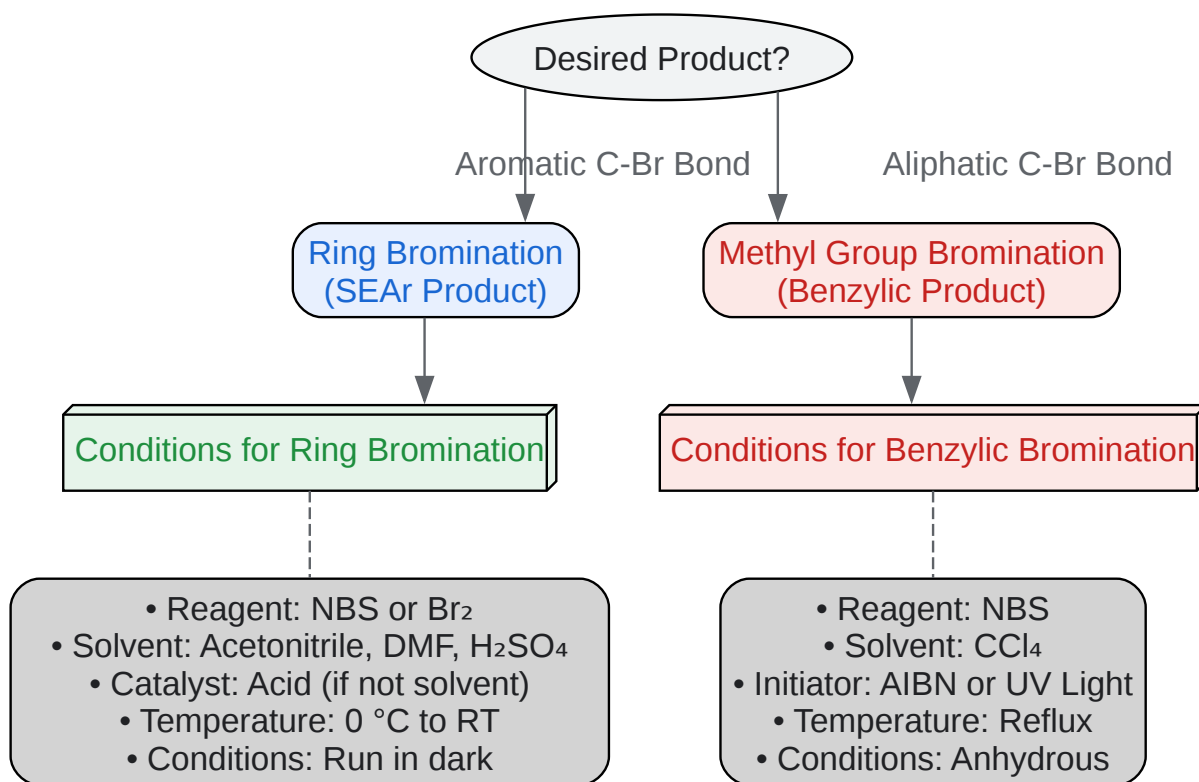 Desired Product?
Aromatic C-Br Bond
Aliphatic C-Br Bond
Ring Bromination
(SEAr Product)
Methyl Group Bromination
(Benzylic Product)
Conditions for Ring Bromination
Conditions for Benzylic Bromination
• Reagent: NBS or Br₂
• Solvent: Acetonitrile, DMF, H₂SO₄
• Catalyst: Acid (if not solvent)
• Temperature: 0 °C to RT
• Conditions: Run in dark
• Reagent: NBS
• Solvent: CCl₄
• Initiator: AIBN or UV Light
• Temperature: Reflux
• Conditions: Anhydrous